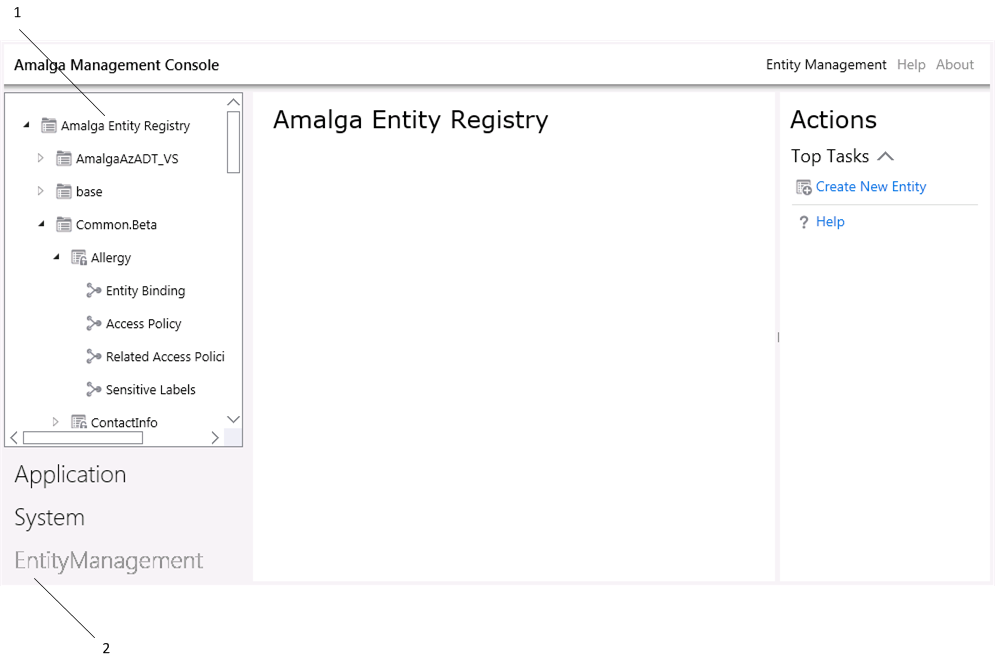 1
Amalga Management Console
Entity Management Help About
Amalga Entity Registry
AmalgaAzADT_VS
base
Common.Beta
Allergy
Entity Binding
Access Policy
Related Access Polici
Sensitive Labels
ContactInfo
Application
System
EntityManagement
Amalga Entity Registry
Actions
Top Tasks
Create New Entity
? Help
2